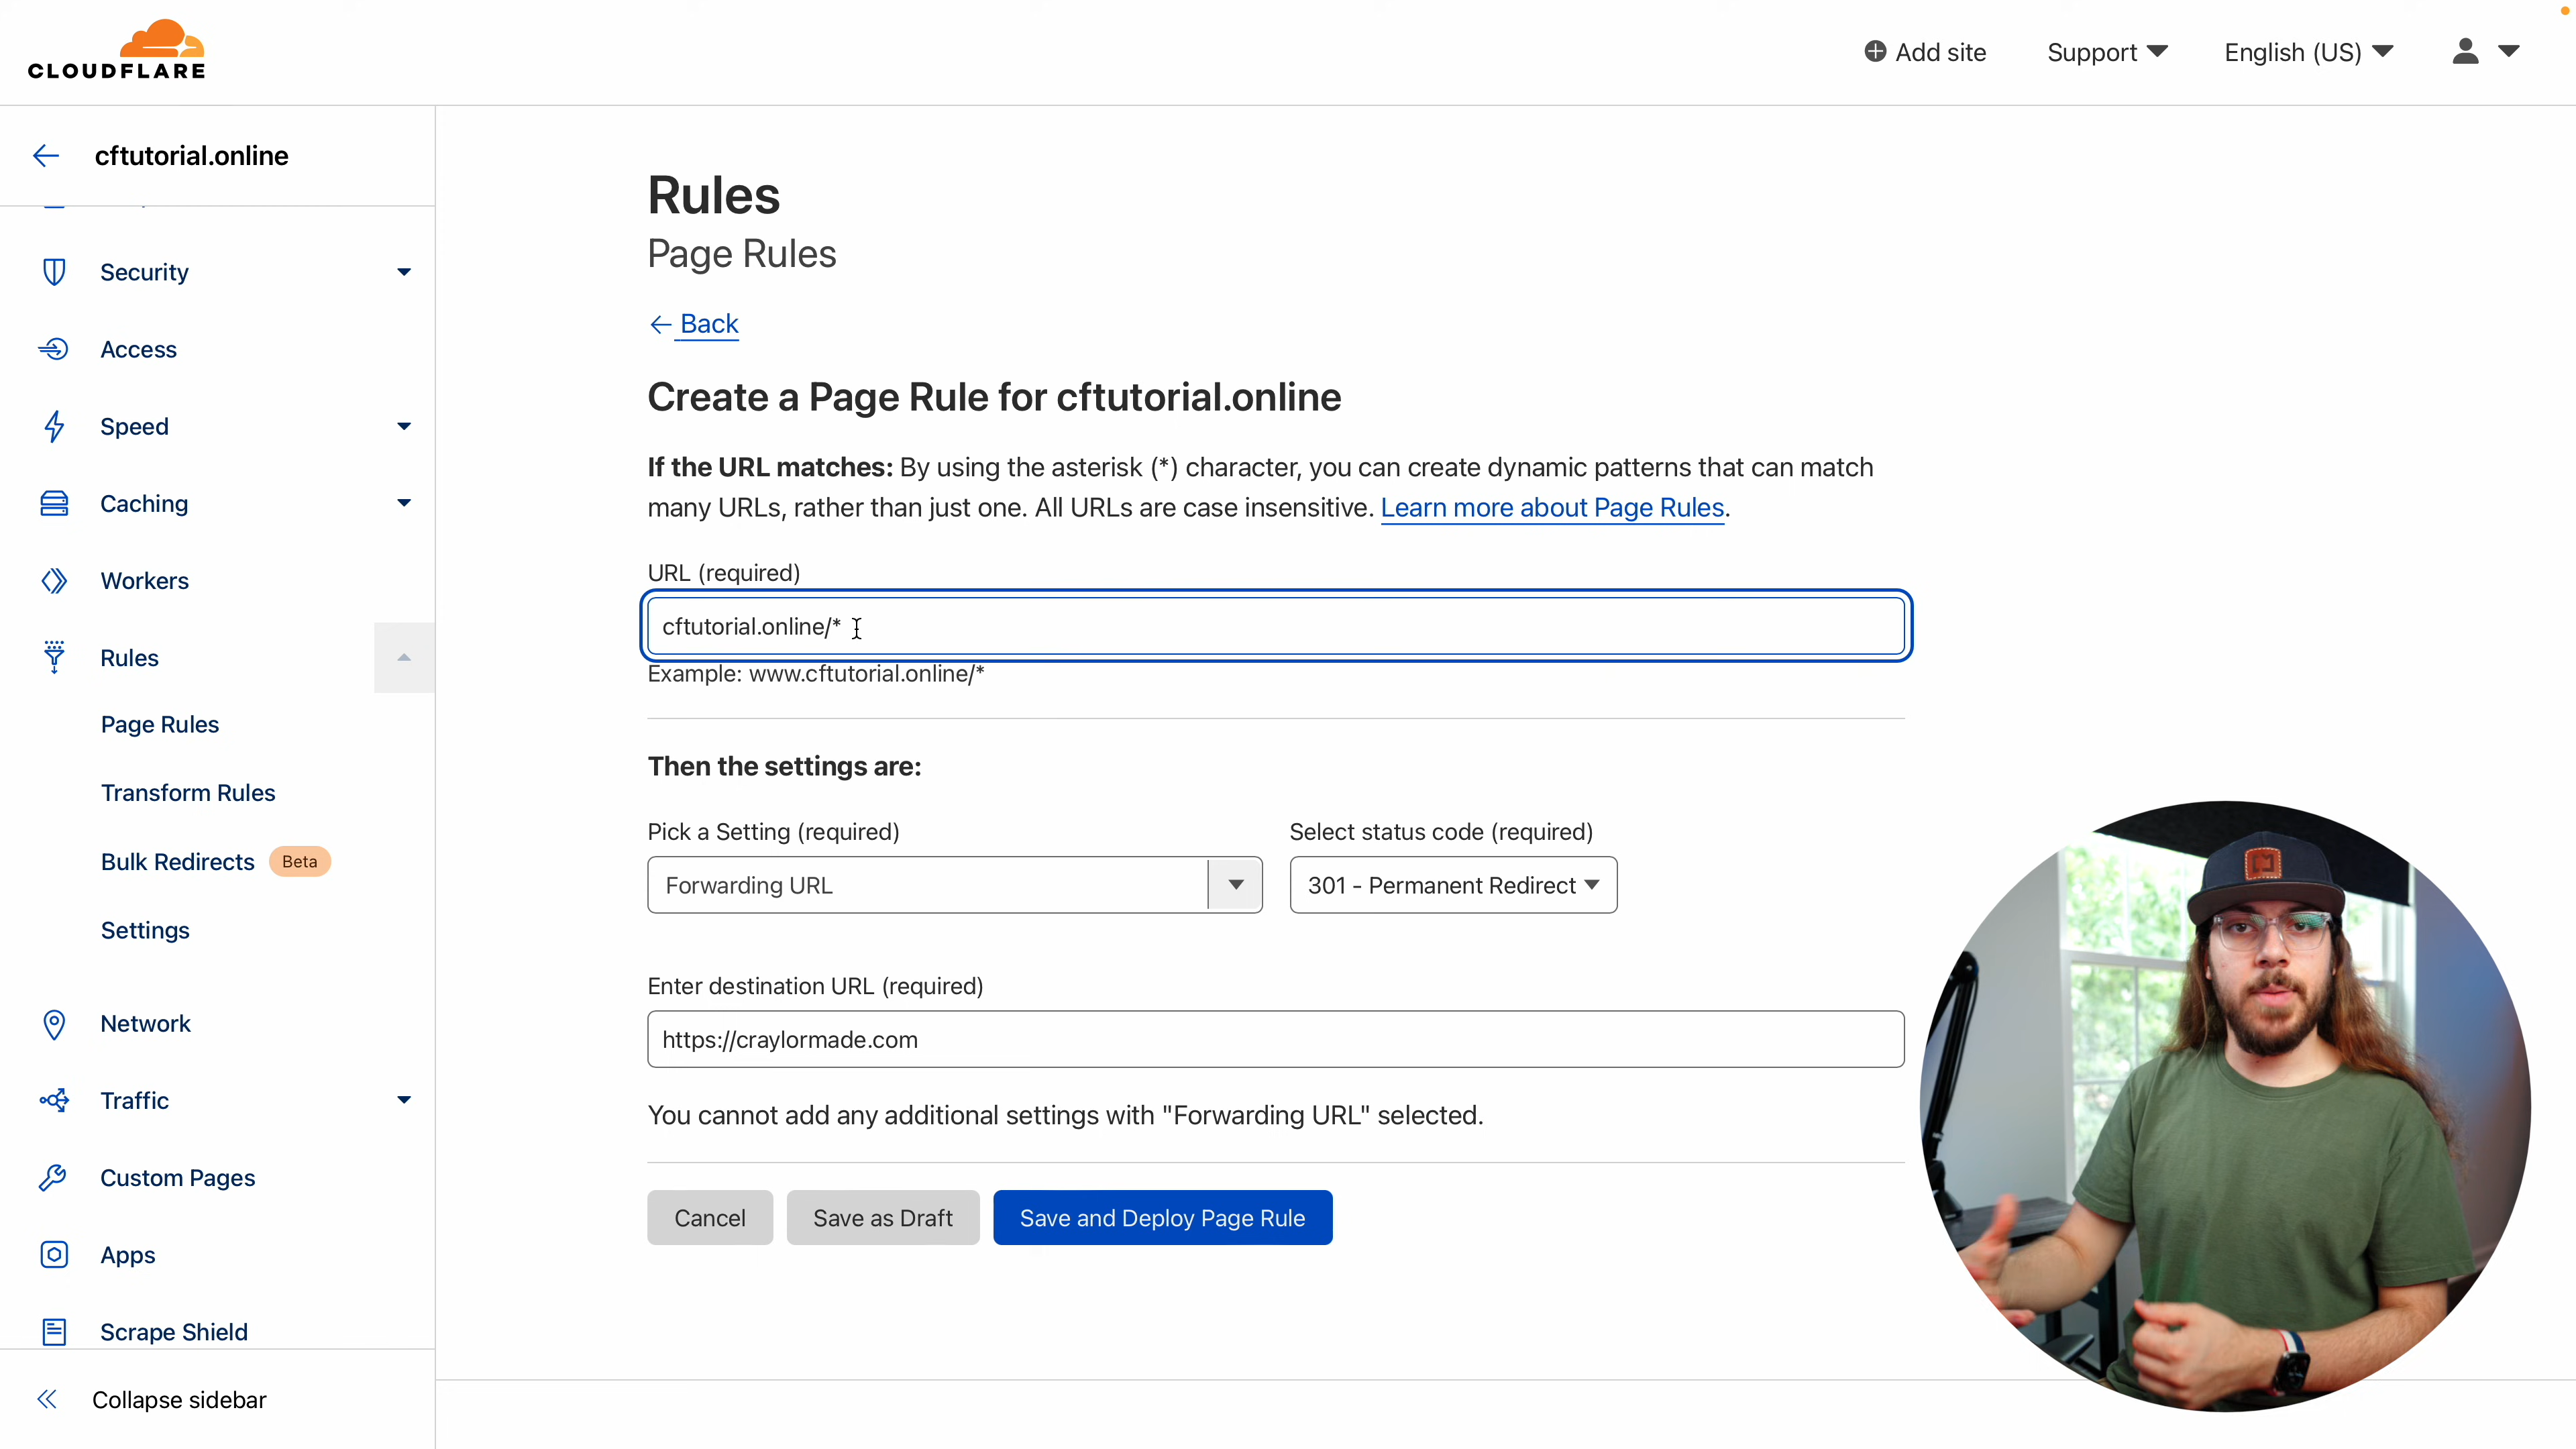 CLOUDFLARE
Add site
Support
English (US)
cftutorial.online
Security
Access
Speed
Caching
Workers
Rules
Page Rules
Transform Rules
Bulk Redirects Beta
Settings
Network
Traffic
Custom Pages
Apps
Scrape Shield
Collapse sidebar
Rules
Page Rules
Back
Create a Page Rule for cftutorial.online
If the URL matches: By using the asterisk (*) character, you can create dynamic patterns that can match
many URLs, rather than just one. All URLs are case insensitive. Learn more about Page Rules.
URL (required)
cftutorial.online/*
Example: www.cftutorial.online/*
Then the settings are:
Pick a Setting (required)
Select status code (required)
Forwarding URL
301 - Permanent Redirect
Enter destination URL (required)
https://craylormade.com
You cannot add any additional settings with "Forwarding URL" selected.
Cancel
Save as Draft
Save and Deploy Page Rule